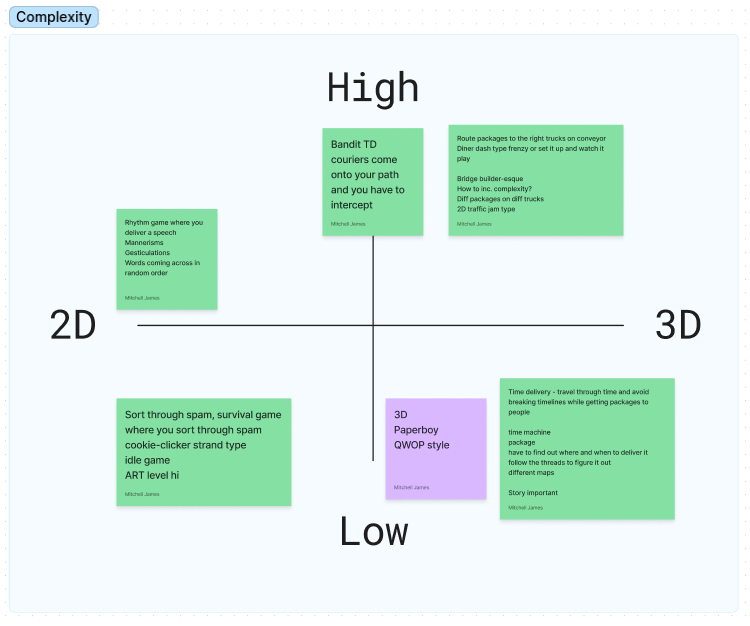 Complexity
High
Bandit TD
couriers come
onto your path
and you have to
intercept
Mitchell James
Route packages to the right trucks on conveyor
Diner dash type frenzy or set it up and watch it
play
Bridge builder-esque
How to inc. complexity?
Diff packages on diff trucks
2D traffic jam type
Mitchell James
Rhythm game where you
deliver a speech
Mannerisms
Gesticulations
Words coming across in
random order
Mitchell James
2D
3D
Sort through spam, survival game
where you sort through spam
cookie-clicker strand type
idle game
ART level hi
Mitchell James
3D
Paperboy
QWOP style
Mitchell James
Time delivery - travel through time and avoid
breaking timelines while getting packages to
people
time machine
package
have to find out where and when to deliver it
follow the threads to figure it out
different maps
Story important
Mitchell James
Low